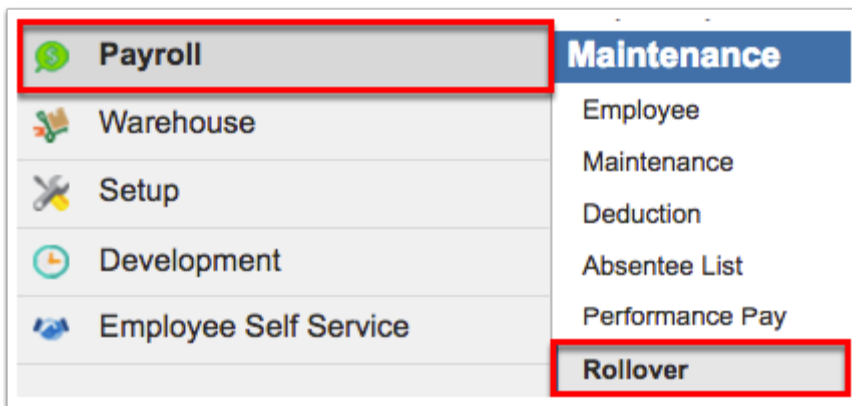 Payroll
Warehouse
Setup
Development
Employee Self Service
Maintenance
Employee
Maintenance
Deduction
Absentee List
Performance Pay
Rollover